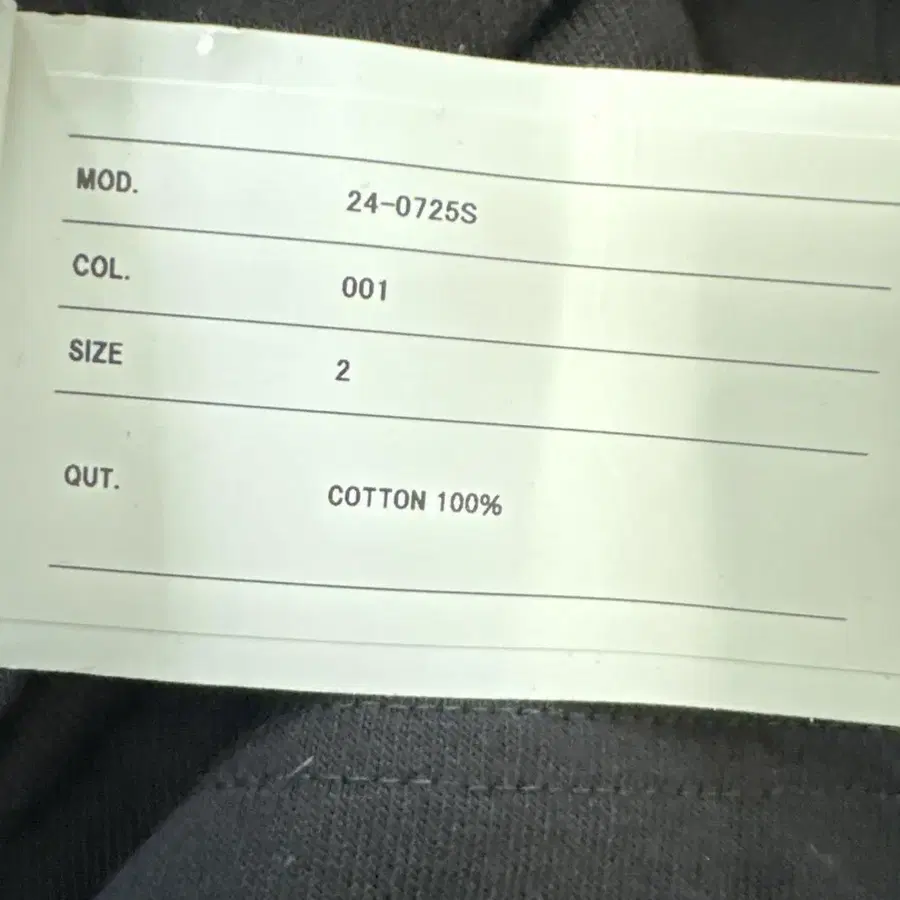 MOD. 24-0725S
COL. 001
SIZE 2
QUT. COTTON 100%